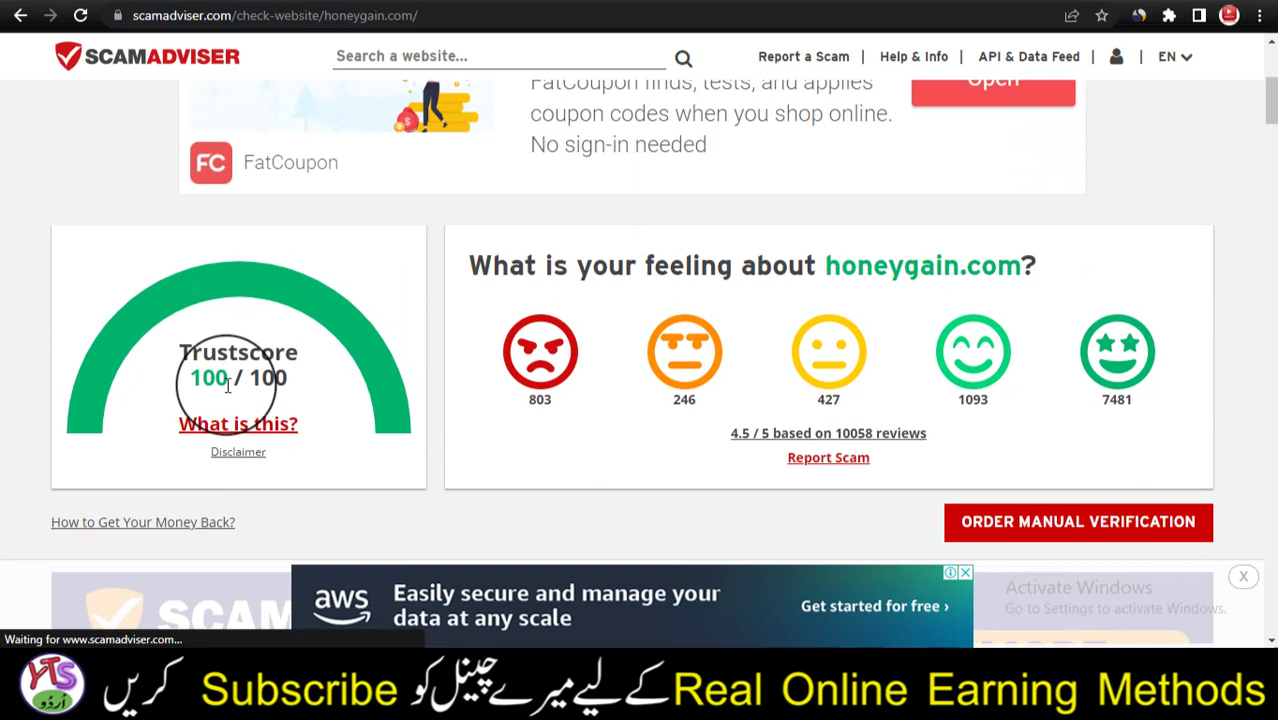 scamadviser.com/check-website/honeygain.com/
SCAMADVISER
Search a website...
Report a Scam | Help & Info | API & Data Feed | | EN
FatCoupon finds, tests, and applies
coupon codes when you shop online.
No sign-in needed
Open
FC FatCoupon
Trustscore
100 / 100
What is this?
Disclaimer
What is your feeling about honeygain.com?
803 246 427 1093 7481
4.5 / 5 based on 10058 reviews
Report Scam
How to Get Your Money Back?
ORDER MANUAL VERIFICATION
SCAM
aws
Easily secure and manage your
data at any scale
Get started for free ›
X
Activate Windows
Go to Settings to activate Windows.
Waiting for www.scamadviser.com...
YTS
اُردُو
Real Online Earning Methods کے لیے میرے چینل کو Subscribe کریں